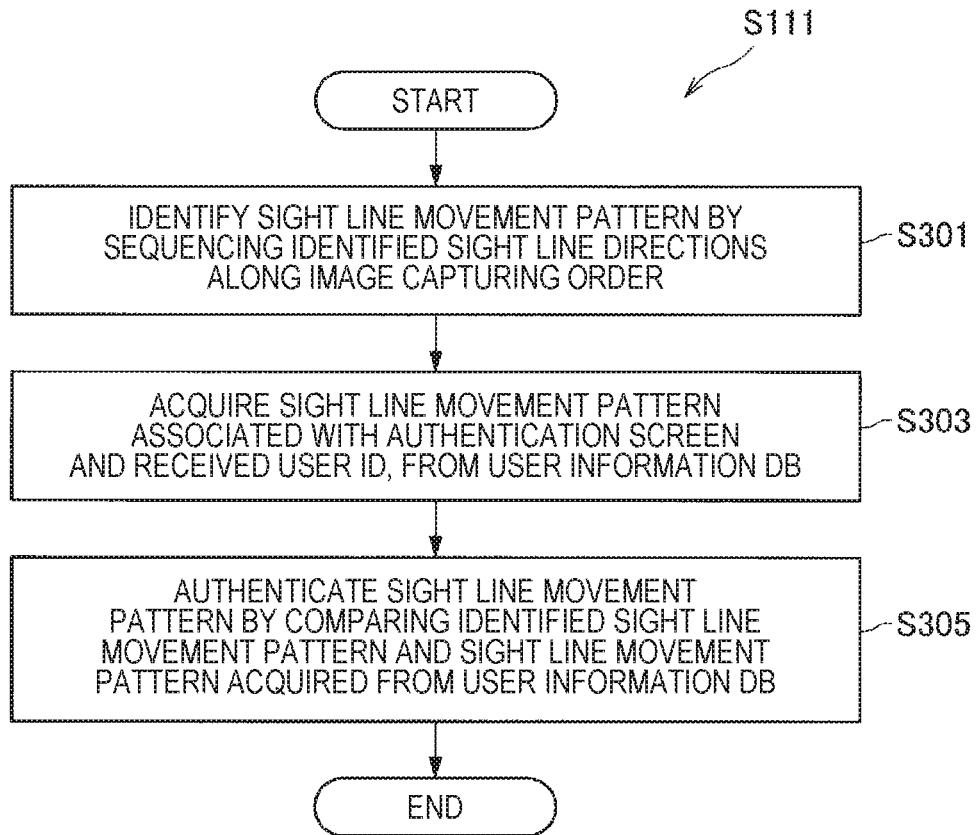 S111
START
IDENTIFY SIGHT LINE MOVEMENT PATTERN BY
SEQUENCING IDENTIFIED SIGHT LINE DIRECTIONS
ALONG IMAGE CAPTURING ORDER
S301
ACQUIRE SIGHT LINE MOVEMENT PATTERN
ASSOCIATED WITH AUTHENTICATION SCREEN
AND RECEIVED USER ID, FROM USER INFORMATION DB
S303
AUTHENTICATE SIGHT LINE MOVEMENT
PATTERN BY COMPARING IDENTIFIED SIGHT LINE
MOVEMENT PATTERN AND SIGHT LINE MOVEMENT
PATTERN ACQUIRED FROM USER INFORMATION DB
S305
END